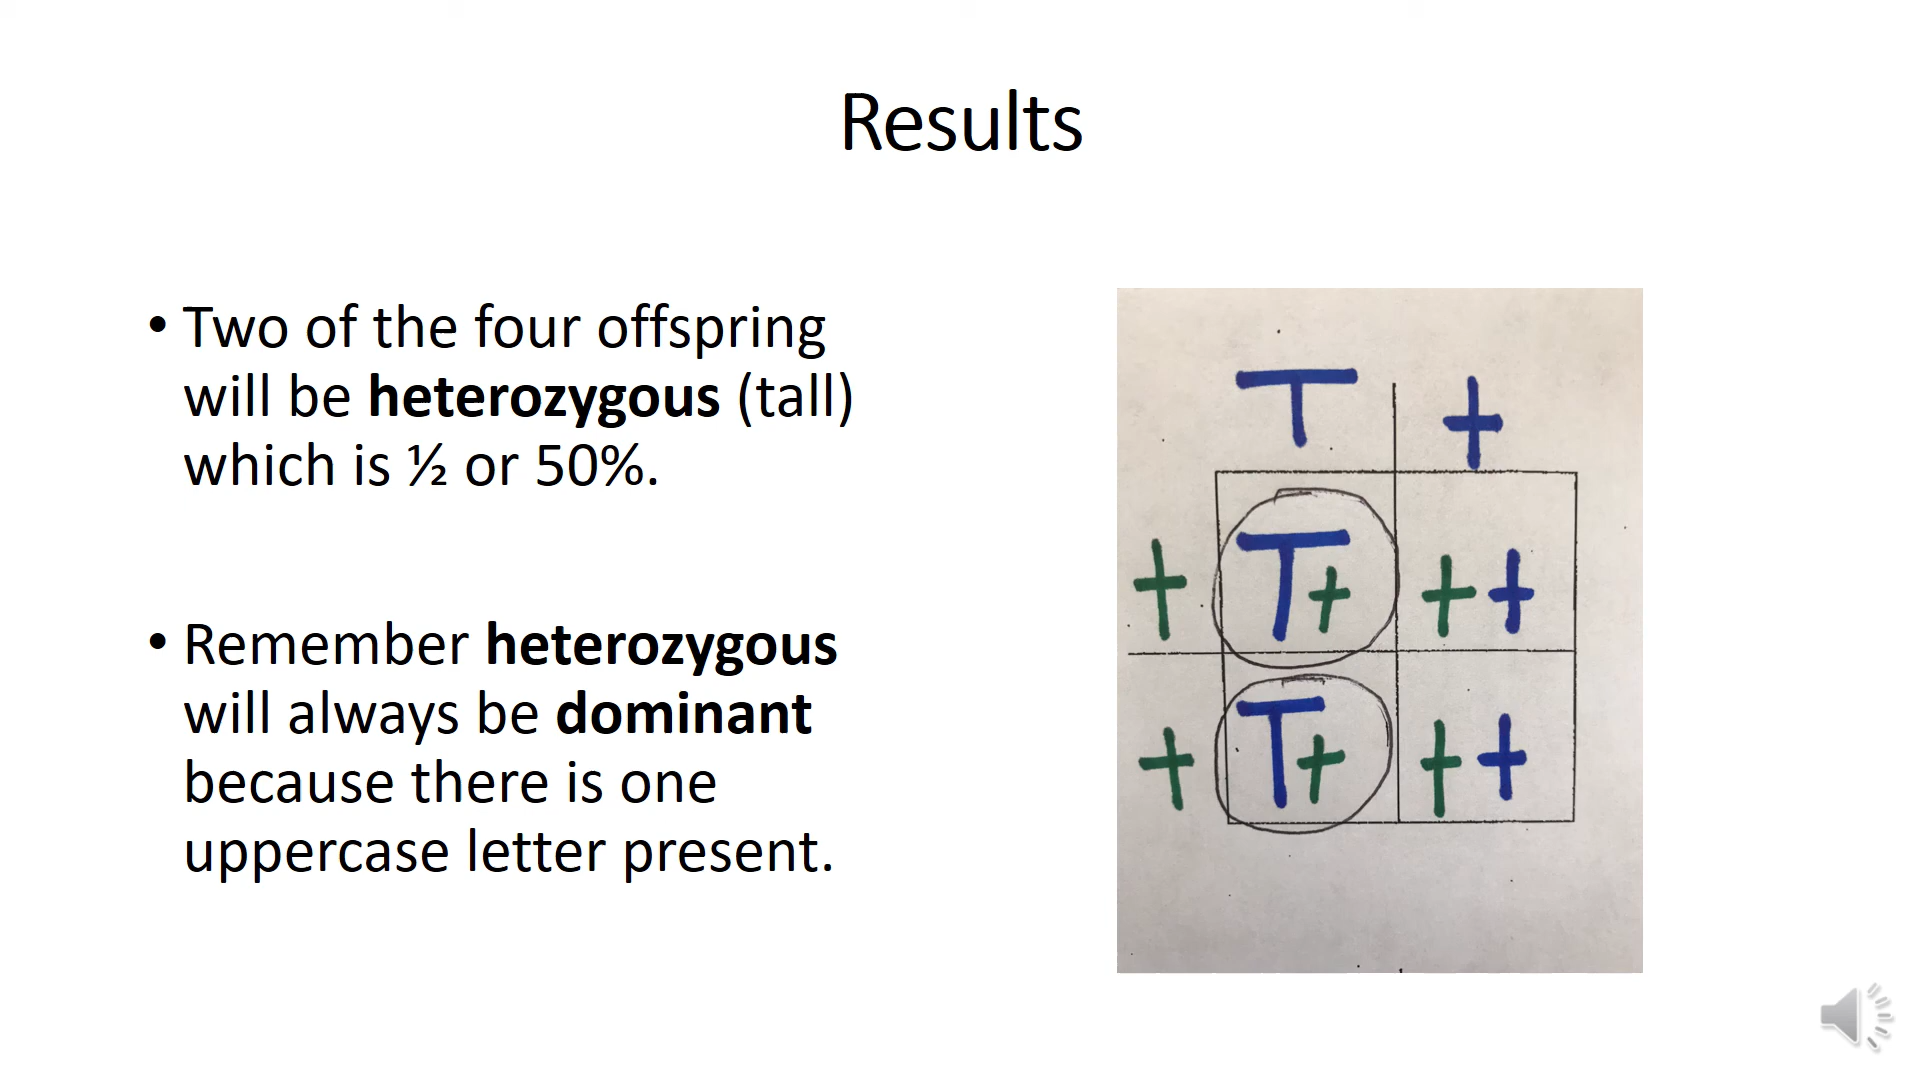 Results
• Two of the four offspring
will be heterozygous (tall)
which is ½ or 50%.
• Remember heterozygous
will always be dominant
because there is one
uppercase letter present.
T t
t Tt tt
t Tt tt